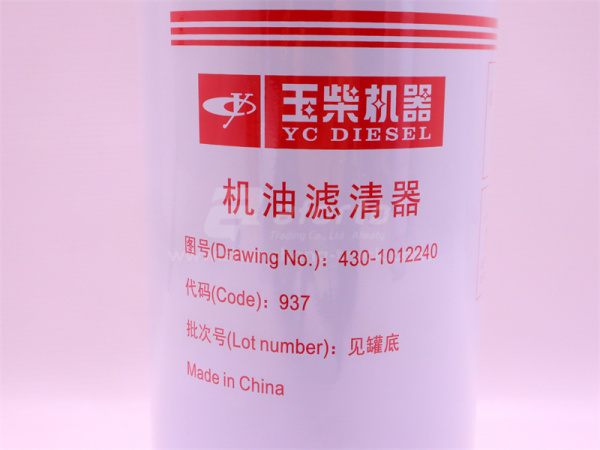 玉柴机器
YC DIESEL
机油滤清器
图号(Drawing No.)：430-1012240
代码(Code)：937
批次号(Lot number)：见罐底
Made in China